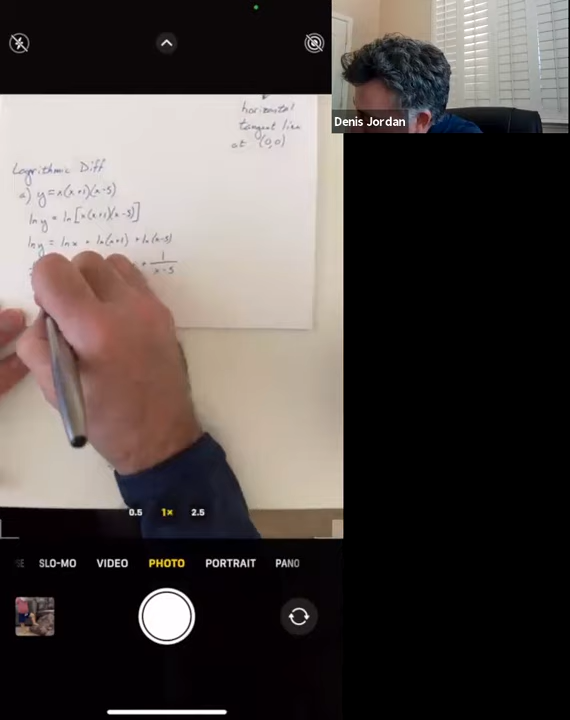 Denis Jordan
horizontal
tangent line
at (0,0)
Logrithmic Diff
a) y = x(x+1)(x-5)
ln y = ln[x(x+1)(x-5)]
ln y = ln x + ln(x+1) + ln(x-5)
+ 1/(x-5)
0.5 1× 2.5
SLO-MO VIDEO PHOTO PORTRAIT PANO